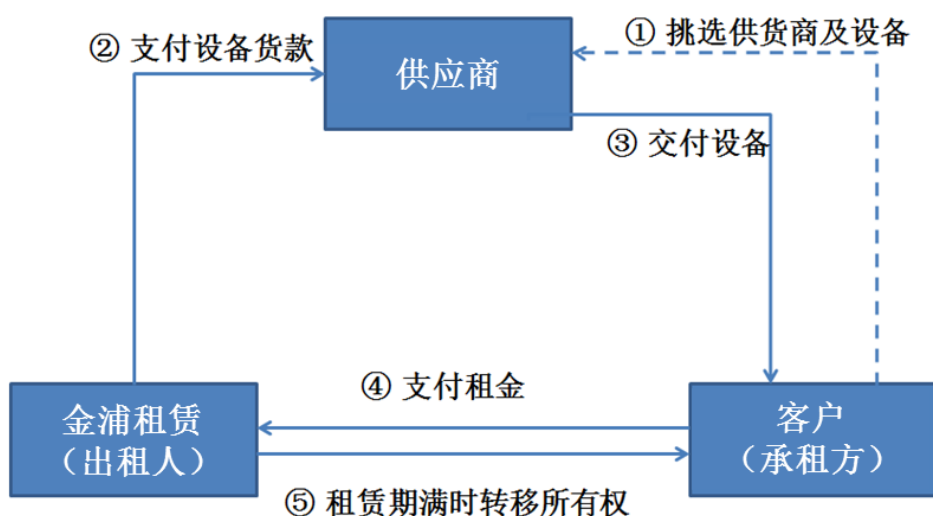 ① 挑选供货商及设备
② 支付设备货款
供应商
③ 交付设备
④ 支付租金
金浦租赁
（出租人）
客户
（承租方）
⑤ 租赁期满时转移所有权